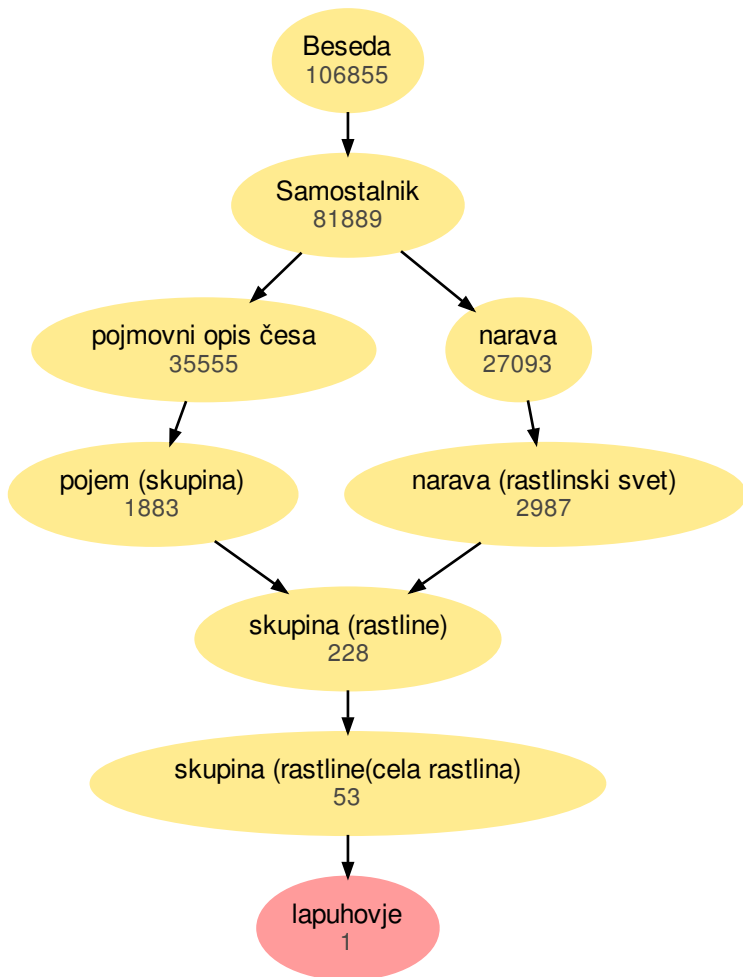 Beseda
106855
Samostalnik
81889
pojmovni opis česa
35555
narava
27093
pojem (skupina)
1883
narava (rastlinski svet)
2987
skupina (rastline)
228
skupina (rastline(cela rastlina)
53
lapuhovje
1